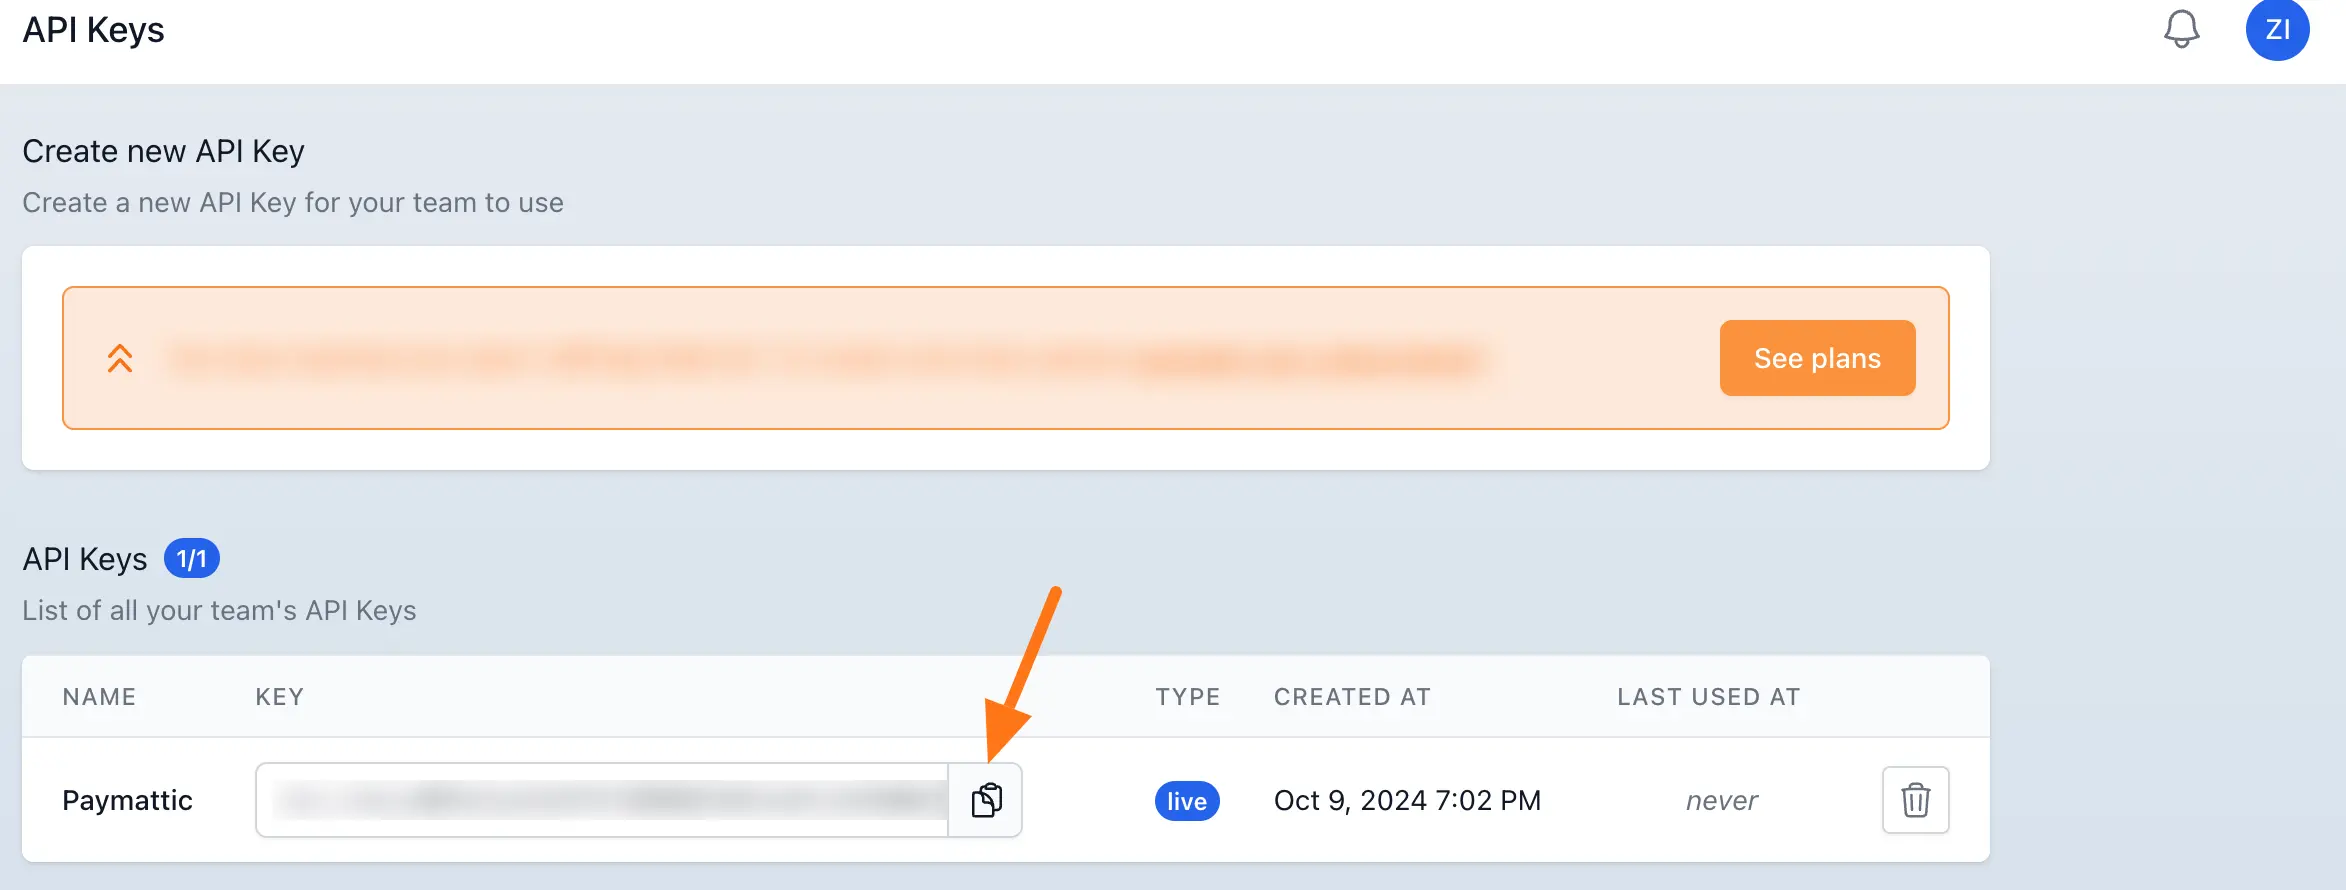 API Keys
ZI
Create new API Key
Create a new API Key for your team to use
See plans
API Keys 1/1
List of all your team's API Keys
NAME KEY TYPE CREATED AT LAST USED AT
Paymattic live Oct 9, 2024 7:02 PM never